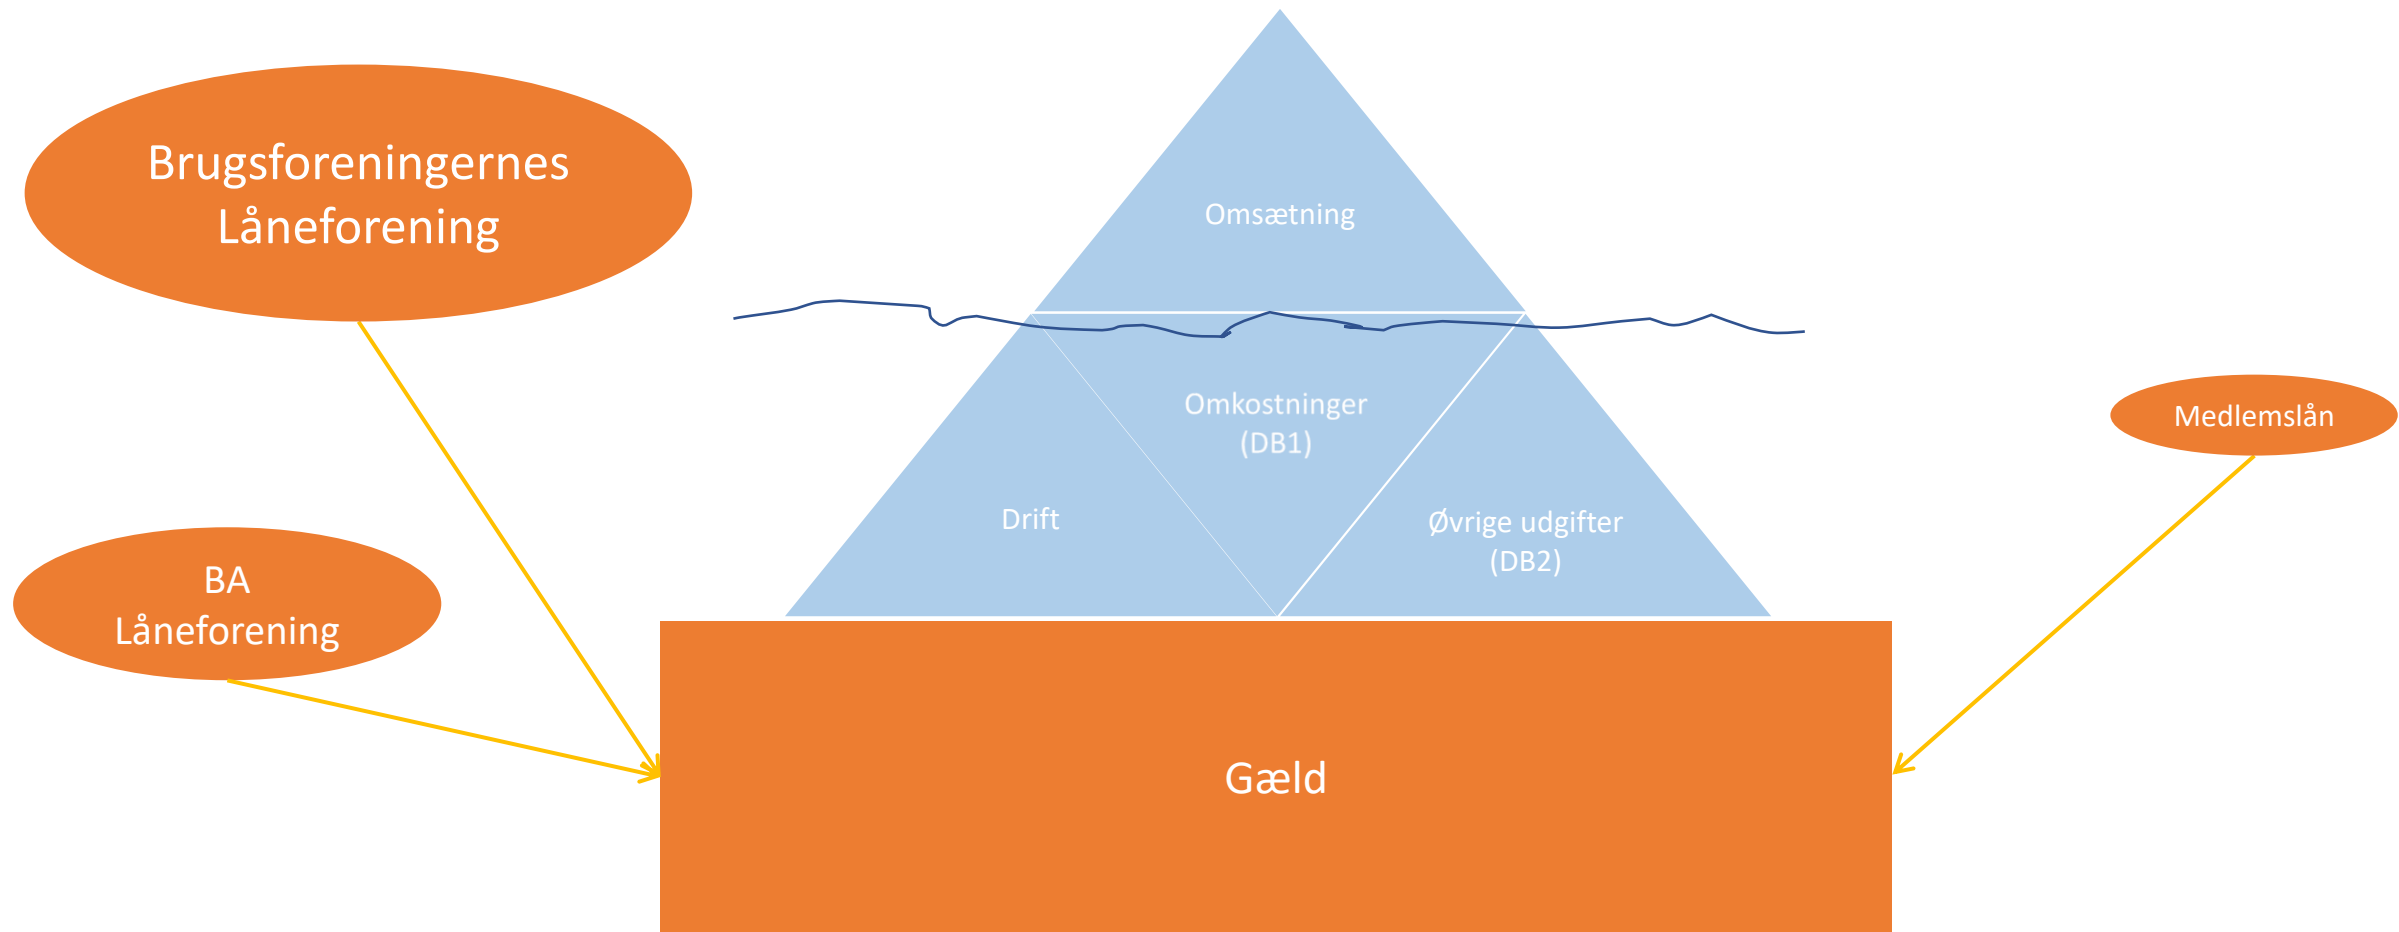 Brugsforeningernes
Låneforening
Omsætning
Omkostninger
(DB1)
Medlemslån
Drift
Øvrige udgifter
(DB2)
BA
Låneforening
Gæld